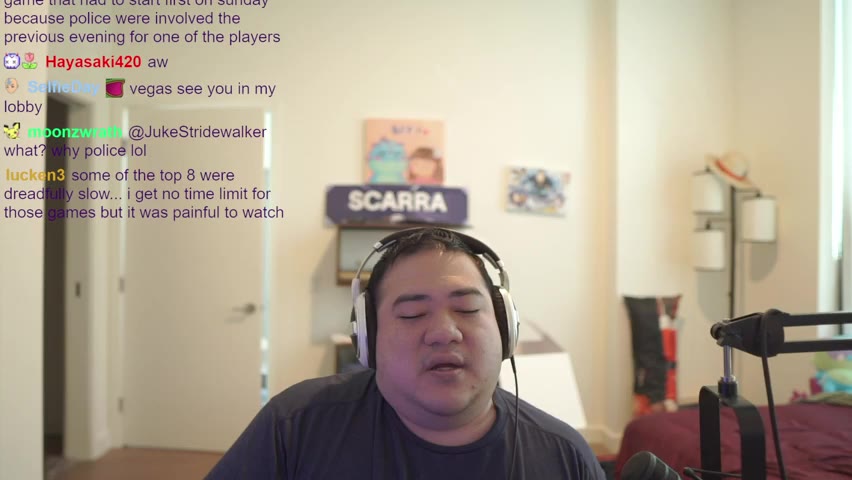 game that had to start first on sunday
because police were involved the
previous evening for one of the players
Hayasaki420 aw
SelfieDay vegas see you in my
lobby
moonzwrath @JukeStridewalker
what? why police lol
lucken3 some of the top 8 were
dreadfully slow... i get no time limit for
those games but it was painful to watch
SCARRA